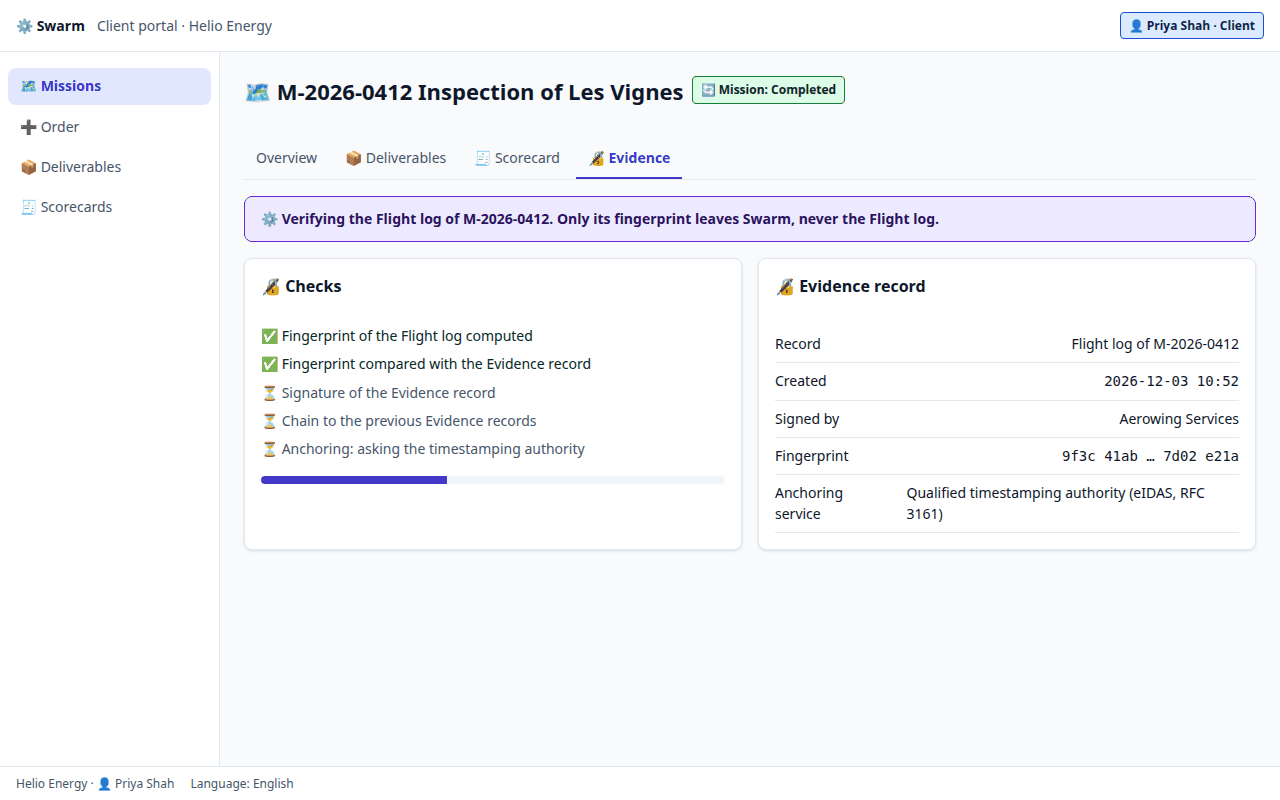 ⚙️ Swarm Client portal · Helio Energy
👤 Priya Shah · Client
🗺️ Missions
➕ Order
📦 Deliverables
🧾 Scorecards
🗺️ M-2026-0412 Inspection of Les Vignes
🔄 Mission: Completed
Overview
📦 Deliverables
🧾 Scorecard
🔏 Evidence
⚙️ Verifying the Flight log of M-2026-0412. Only its fingerprint leaves Swarm, never the Flight log.
🔏 Checks
✅ Fingerprint of the Flight log computed
✅ Fingerprint compared with the Evidence record
⏳ Signature of the Evidence record
⏳ Chain to the previous Evidence records
⏳ Anchoring: asking the timestamping authority
🔏 Evidence record
Record Flight log of M-2026-0412
Created 2026-12-03 10:52
Signed by Aerowing Services
Fingerprint 9f3c 41ab … 7d02 e21a
Anchoring service
Qualified timestamping authority (eIDAS, RFC 3161)
Helio Energy · 👤 Priya Shah Language: English